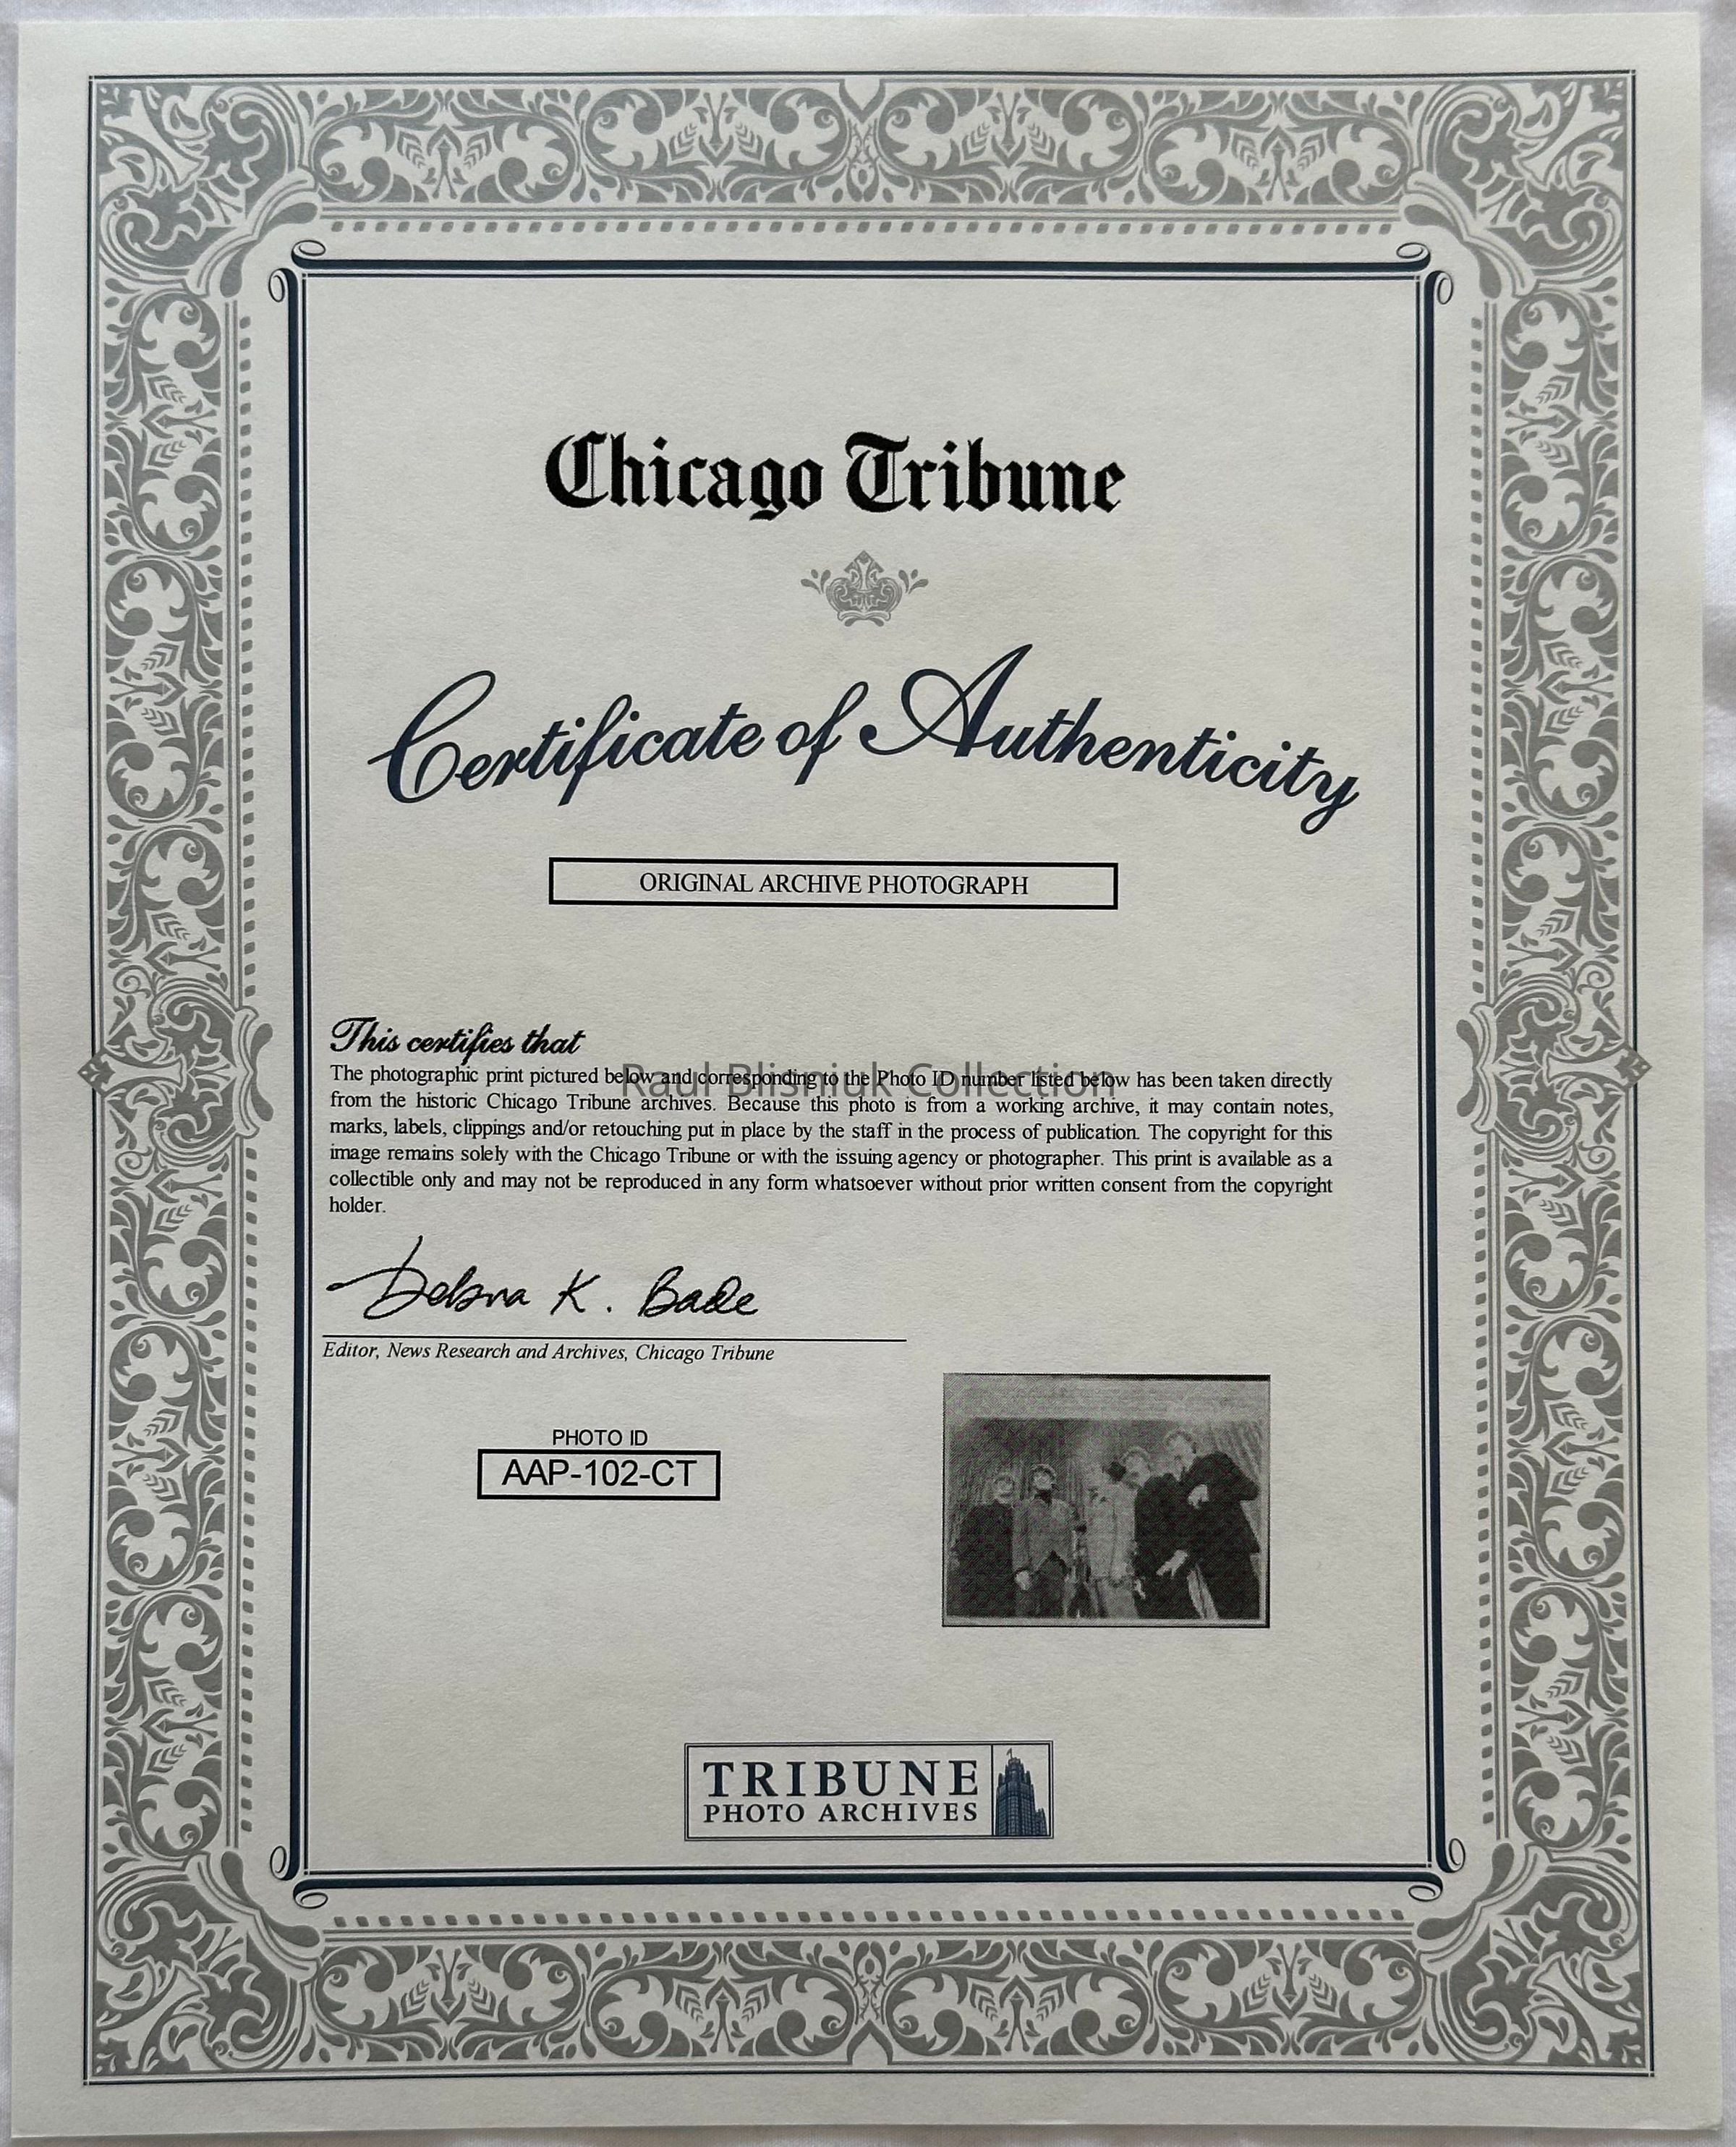 Chicago Tribune
Certificate of Authenticity
ORIGINAL ARCHIVE PHOTOGRAPH
This certifies that
Raul Blisniuk Collection
The photographic print pictured below and corresponding to the Photo ID number listed below has been taken directly
from the historic Chicago Tribune archives. Because this photo is from a working archive, it may contain notes,
marks, labels, clippings and/or retouching put in place by the staff in the process of publication. The copyright for this
image remains solely with the Chicago Tribune or with the issuing agency or photographer. This print is available as a
collectible only and may not be reproduced in any form whatsoever without prior written consent from the copyright
holder.
Debra K. Bade
Editor, News Research and Archives, Chicago Tribune
PHOTO ID
AAP-102-CT
TRIBUNE
PHOTO ARCHIVES